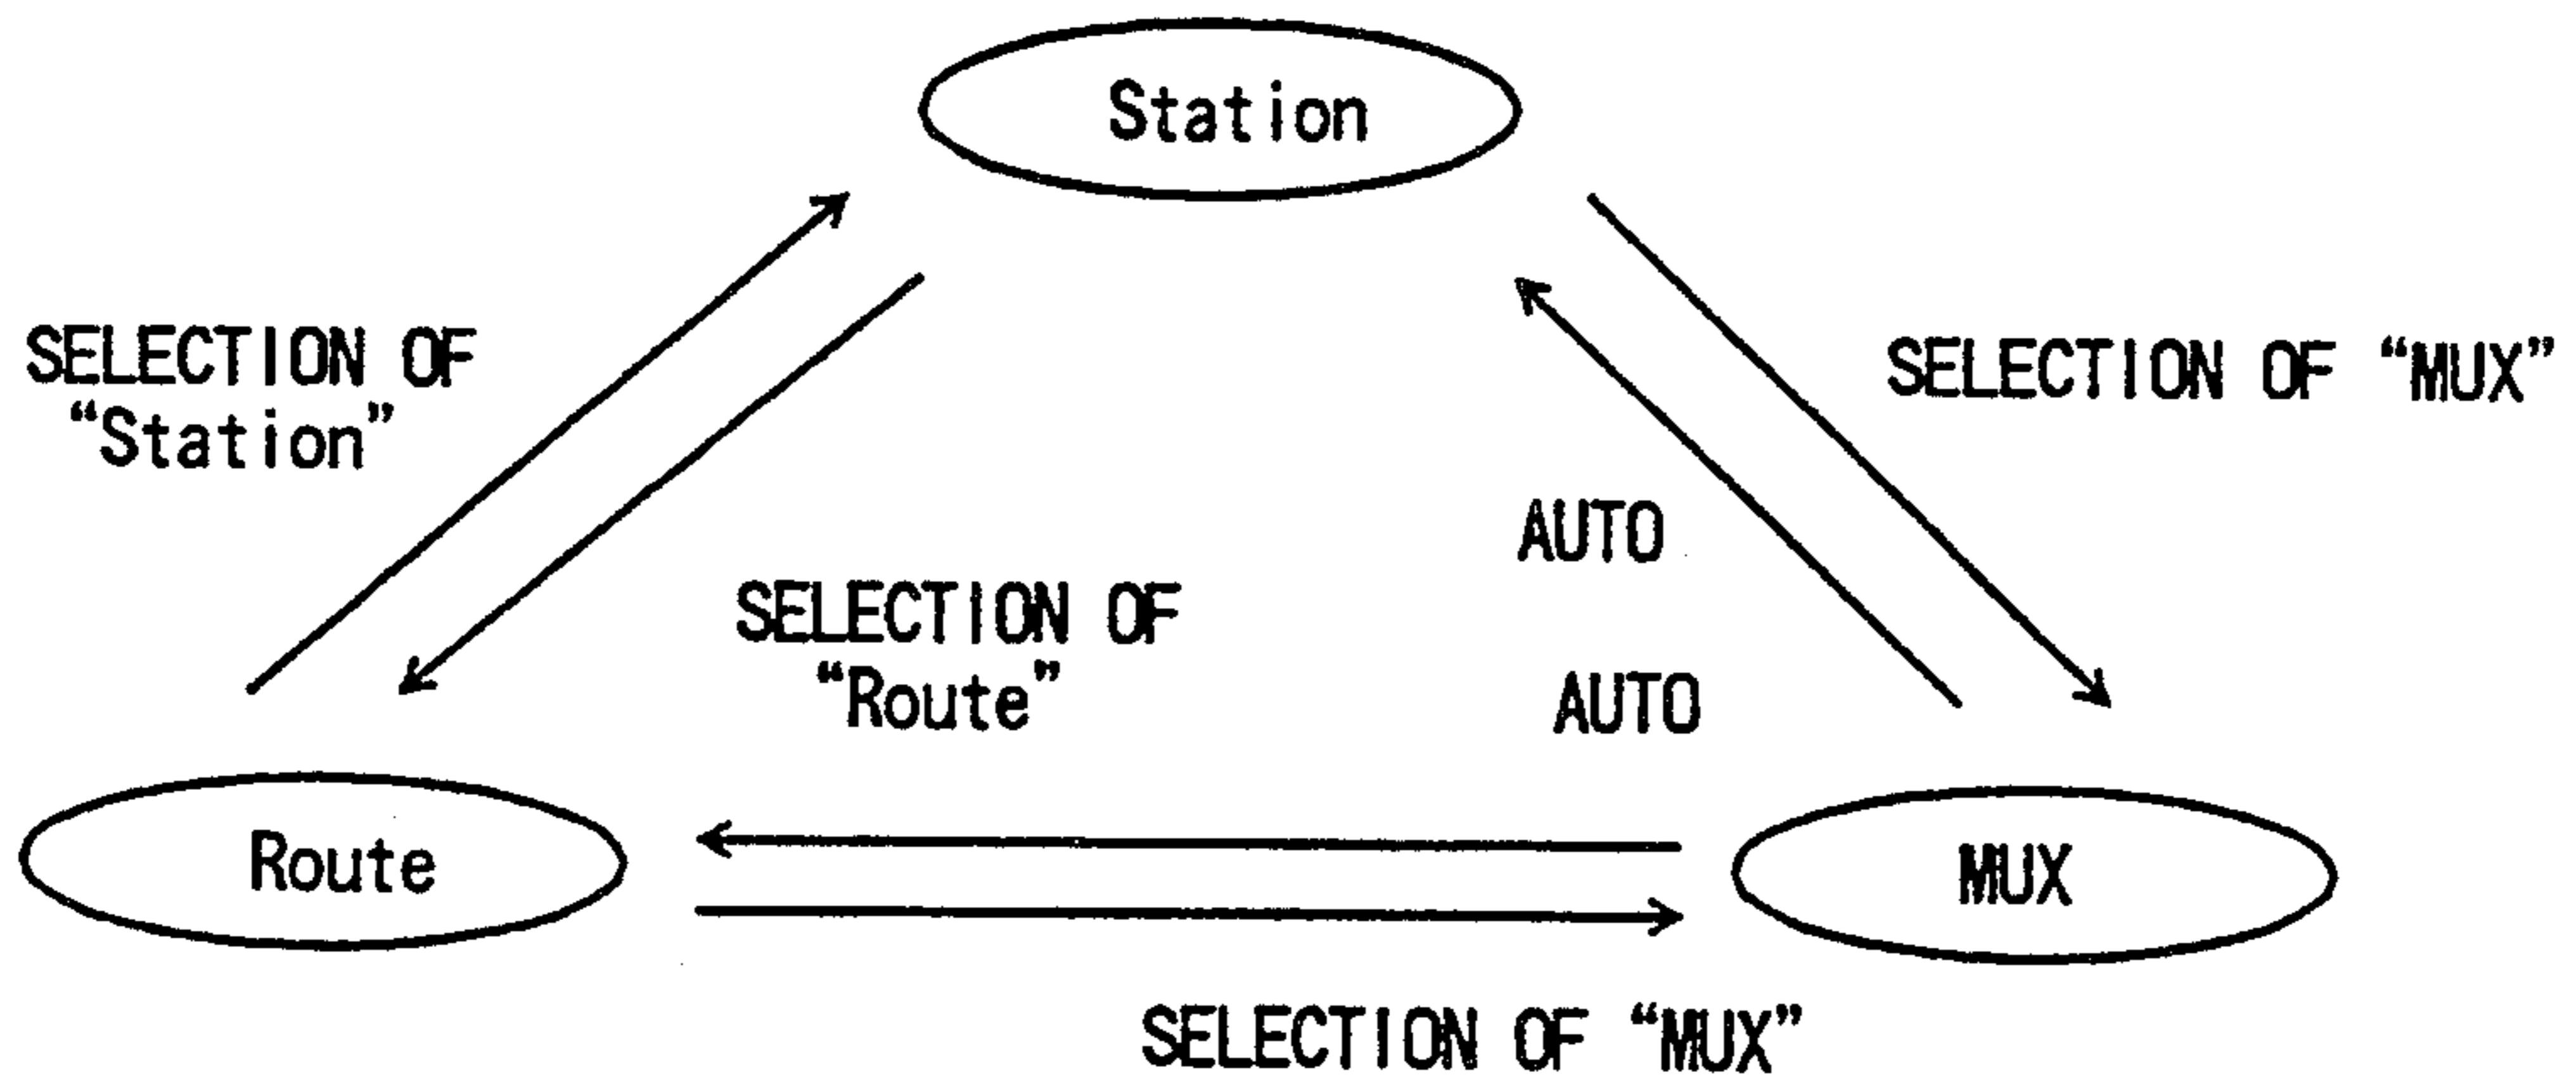 Station
SELECTION OF
“Station”
SELECTION OF “MUX”
AUTO
SELECTION OF
“Route”
AUTO
Route
MUX
SELECTION OF “MUX”